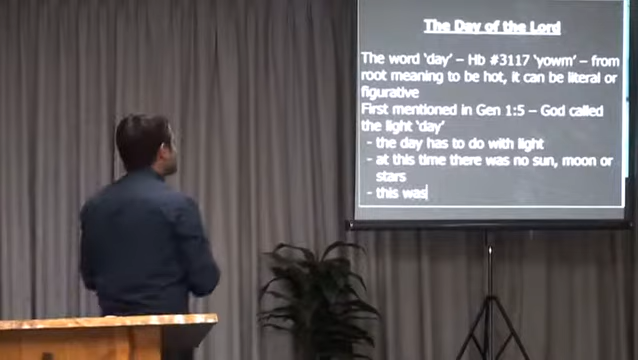 The Day of the Lord
The word 'day' – Hb #3117 'yowm' – from
root meaning to be hot, it can be literal or
figurative
First mentioned in Gen 1:5 – God called
the light 'day'
- the day has to do with light
- at this time there was no sun, moon or
stars
- this was